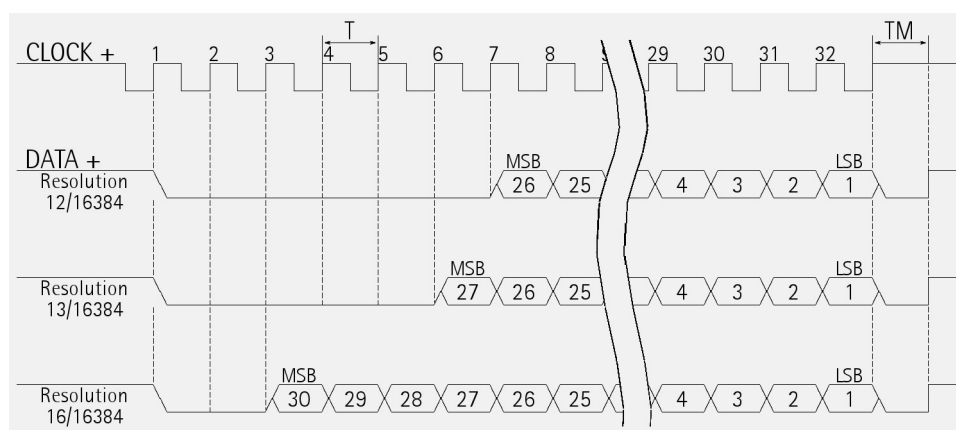 T TM
CLOCK + 1 2 3 4 5 6 7 8 29 30 31 32
DATA + MSB LSB
Resolution 26 25 4 3 2 1
12/16384
MSB LSB
Resolution 27 26 25 4 3 2 1
13/16384
MSB LSB
Resolution 30 29 28 27 26 25 4 3 2 1
16/16384